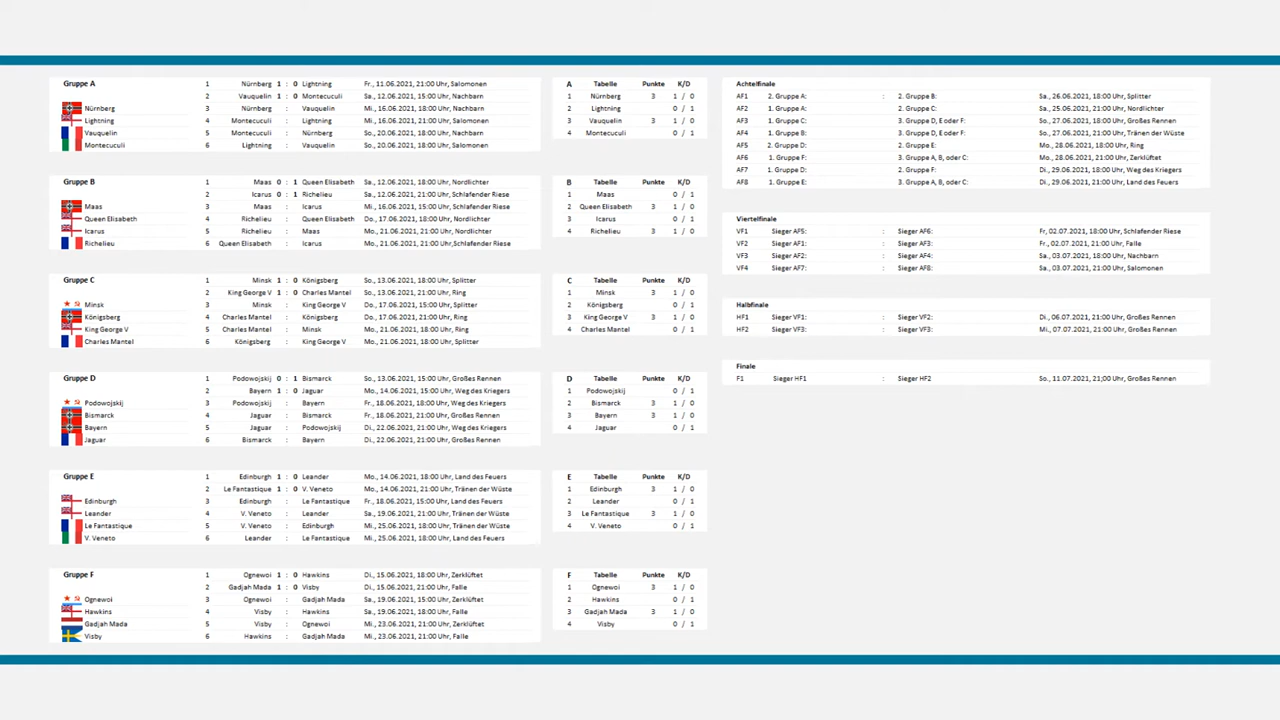 Gruppe A 1 Nürnberg 1 : 0 Lightning Fr., 11.06.2021, 21:00 Uhr, Salomonen
2 Vauquelin 1 : 0 Montecuculi Sa., 12.06.2021, 15:00 Uhr, Nachbarn
Nürnberg 3 Nürnberg : Vauquelin Mi., 16.06.2021, 18:00 Uhr, Nachbarn
Lightning 4 Montecuculi : Lightning Mi., 16.06.2021, 21:00 Uhr, Salomonen
Vauquelin 5 Montecuculi : Nürnberg So., 20.06.2021, 18:00 Uhr, Nachbarn
Montecuculi 6 Lightning : Vauquelin So., 20.06.2021, 18:00 Uhr, Salomonen
A Tabelle Punkte K/D
1 Nürnberg 3 1 / 0
2 Lightning 0 / 1
3 Vauquelin 3 1 / 0
4 Montecuculi 0 / 1
Gruppe B 1 Maas 0 : 1 Queen Elisabeth Sa., 12.06.2021, 18:00 Uhr, Nordlichter
2 Icarus 0 : 1 Richelieu Sa., 12.06.2021, 21:00 Uhr, Schlafender Riese
Maas 3 Maas : Icarus Mi., 16.06.2021, 15:00 Uhr, Schlafender Riese
Queen Elisabeth 4 Richelieu : Queen Elisabeth Do., 17.06.2021, 18:00 Uhr, Nordlichter
Icarus 5 Richelieu : Maas Mo., 21.06.2021, 21:00 Uhr, Nordlichter
Richelieu 6 Queen Elisabeth : Icarus Mo., 21.06.2021, 21:00 Uhr,Schlafender Riese
B Tabelle Punkte K/D
1 Maas 0 / 1
2 Queen Elisabeth 3 1 / 0
3 Icarus 0 / 1
4 Richelieu 3 1 / 0
Gruppe C 1 Minsk 1 : 0 Königsberg So., 13.06.2021, 18:00 Uhr, Splitter
2 King George V 1 : 0 Charles Mantel So., 13.06.2021, 21:00 Uhr, Ring
Minsk 3 Minsk : King George V Do., 17.06.2021, 15:00 Uhr, Splitter
Königsberg 4 Charles Mantel : Königsberg Do., 17.06.2021, 21:00 Uhr, Ring
King George V 5 Charles Mantel : Minsk Mo., 21.06.2021, 18:00 Uhr, Ring
Charles Mantel 6 Königsberg : King George V Mo., 21.06.2021, 18:00 Uhr, Splitter
C Tabelle Punkte K/D
1 Minsk 3 1 / 0
2 Königsberg 0 / 1
3 King George V 3 1 / 0
4 Charles Mantel 0 / 1
Gruppe D 1 Podowojskij 0 : 1 Bismarck So., 13.06.2021, 15:00 Uhr, Großes Rennen
2 Bayern 1 : 0 Jaguar Mo., 14.06.2021, 15:00 Uhr, Weg des Kriegers
Podowojskij 3 Podowojskij : Bayern Fr., 18.06.2021, 18:00 Uhr, Weg des Kriegers
Bismarck 4 Jaguar : Bismarck Fr., 18.06.2021, 21:00 Uhr, Großes Rennen
Bayern 5 Jaguar : Podowojskij Di., 22.06.2021, 21:00 Uhr, Weg des Kriegers
Jaguar 6 Bismarck : Bayern Di., 22.06.2021, 21:00 Uhr, Großes Rennen
D Tabelle Punkte K/D
1 Podowojskij 0 / 1
2 Bismarck 3 1 / 0
3 Bayern 3 1 / 0
4 Jaguar 0 / 1
Gruppe E 1 Edinburgh 1 : 0 Leander Mo., 14.06.2021, 18:00 Uhr, Land des Feuers
2 Le Fantastique 1 : 0 V. Veneto Mo., 14.06.2021, 21:00 Uhr, Tränen der Wüste
Edinburgh 3 Edinburgh : Le Fantastique Fr., 18.06.2021, 15:00 Uhr, Land des Feuers
Leander 4 V. Veneto : Leander Sa., 19.06.2021, 21:00 Uhr, Tränen der Wüste
Le Fantastique 5 V. Veneto : Edinburgh Mi., 25.06.2021, 18:00 Uhr, Tränen der Wüste
V. Veneto 6 Leander : Le Fantastique Mi., 25.06.2021, 18:00 Uhr, Land des Feuers
E Tabelle Punkte K/D
1 Edinburgh 3 1 / 0
2 Leander 0 / 1
3 Le Fantastique 3 1 / 0
4 V. Veneto 0 / 1
Gruppe F 1 Ognewoi 1 : 0 Hawkins Di., 15.06.2021, 18:00 Uhr, Zerklüftet
2 Gadjah Mada 1 : 0 Visby Di., 15.06.2021, 21:00 Uhr, Falle
Ognewoi 3 Ognewoi : Gadjah Mada Sa., 19.06.2021, 15:00 Uhr, Zerklüftet
Hawkins 4 Visby : Hawkins Sa., 19.06.2021, 18:00 Uhr, Falle
Gadjah Mada 5 Visby : Ognewoi Mi., 23.06.2021, 21:00 Uhr, Zerklüftet
Visby 6 Hawkins : Gadjah Mada Mi., 23.06.2021, 21:00 Uhr, Falle
F Tabelle Punkte K/D
1 Ognewoi 3 1 / 0
2 Hawkins 0 / 1
3 Gadjah Mada 3 1 / 0
4 Visby 0 / 1
Achtelfinale
AF1 2. Gruppe A: : 2. Gruppe B: Sa., 26.06.2021, 18:00 Uhr, Splitter
AF2 1. Gruppe A: 2. Gruppe C: Sa., 25.06.2021, 21:00 Uhr, Nordlichter
AF3 1. Gruppe C: 3. Gruppe D, E oder F: So., 27.06.2021, 18:00 Uhr, Großes Rennen
AF4 1. Gruppe B: 3. Gruppe D, E oder F: So., 27.06.2021, 21:00 Uhr, Tränen der Wüste
AF5 2. Gruppe D: 2. Gruppe E: Mo., 28.06.2021, 18:00 Uhr, Ring
AF6 1. Gruppe F: 3. Gruppe A, B, oder C: Mo., 28.06.2021, 21:00 Uhr, Zerklüftet
AF7 1. Gruppe D: 2. Gruppe F: Di., 29.06.2021, 18:00 Uhr, Weg des Kriegers
AF8 1. Gruppe E: 3. Gruppe A, B, oder C: Di., 29.06.2021, 21:00 Uhr, Land des Feuers
Viertelfinale
VF1 Sieger AF5: : Sieger AF6: Fr, 02.07.2021, 18:00 Uhr, Schlafender Riese
VF2 Sieger AF1: : Sieger AF3: Fr., 02.07.2021, 21:00 Uhr, Falle
VF3 Sieger AF2: : Sieger AF4: Sa., 03.07.2021, 18:00 Uhr, Nachbarn
VF4 Sieger AF7: : Sieger AF8: Sa., 03.07.2021, 21:00 Uhr, Salomonen
Halbfinale
HF1 Sieger VF1: : Sieger VF2: Di., 06.07.2021, 21:00 Uhr, Großes Rennen
HF2 Sieger VF3: : Sieger VF3: Mi., 07.07.2021, 21:00 Uhr, Großes Rennen
Finale
F1 Sieger HF1 : Sieger HF2 So., 11.07.2021, 21;00 Uhr, Großes Rennen